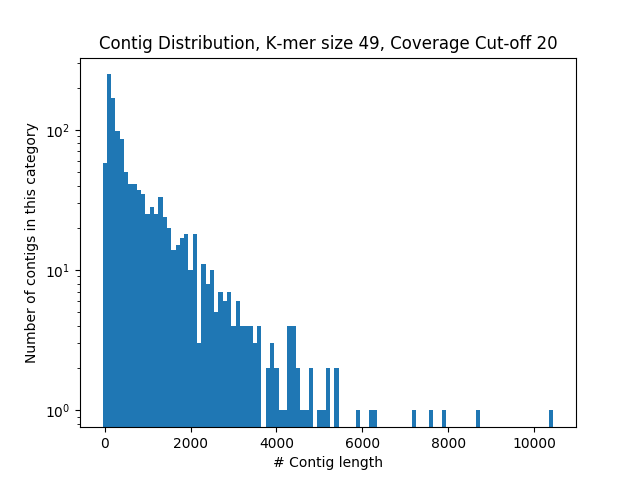 Contig Distribution, K-mer size 49, Coverage Cut-off 20
Number of contigs in this category
10²
10¹
10⁰
0 2000 4000 6000 8000 10000
# Contig length